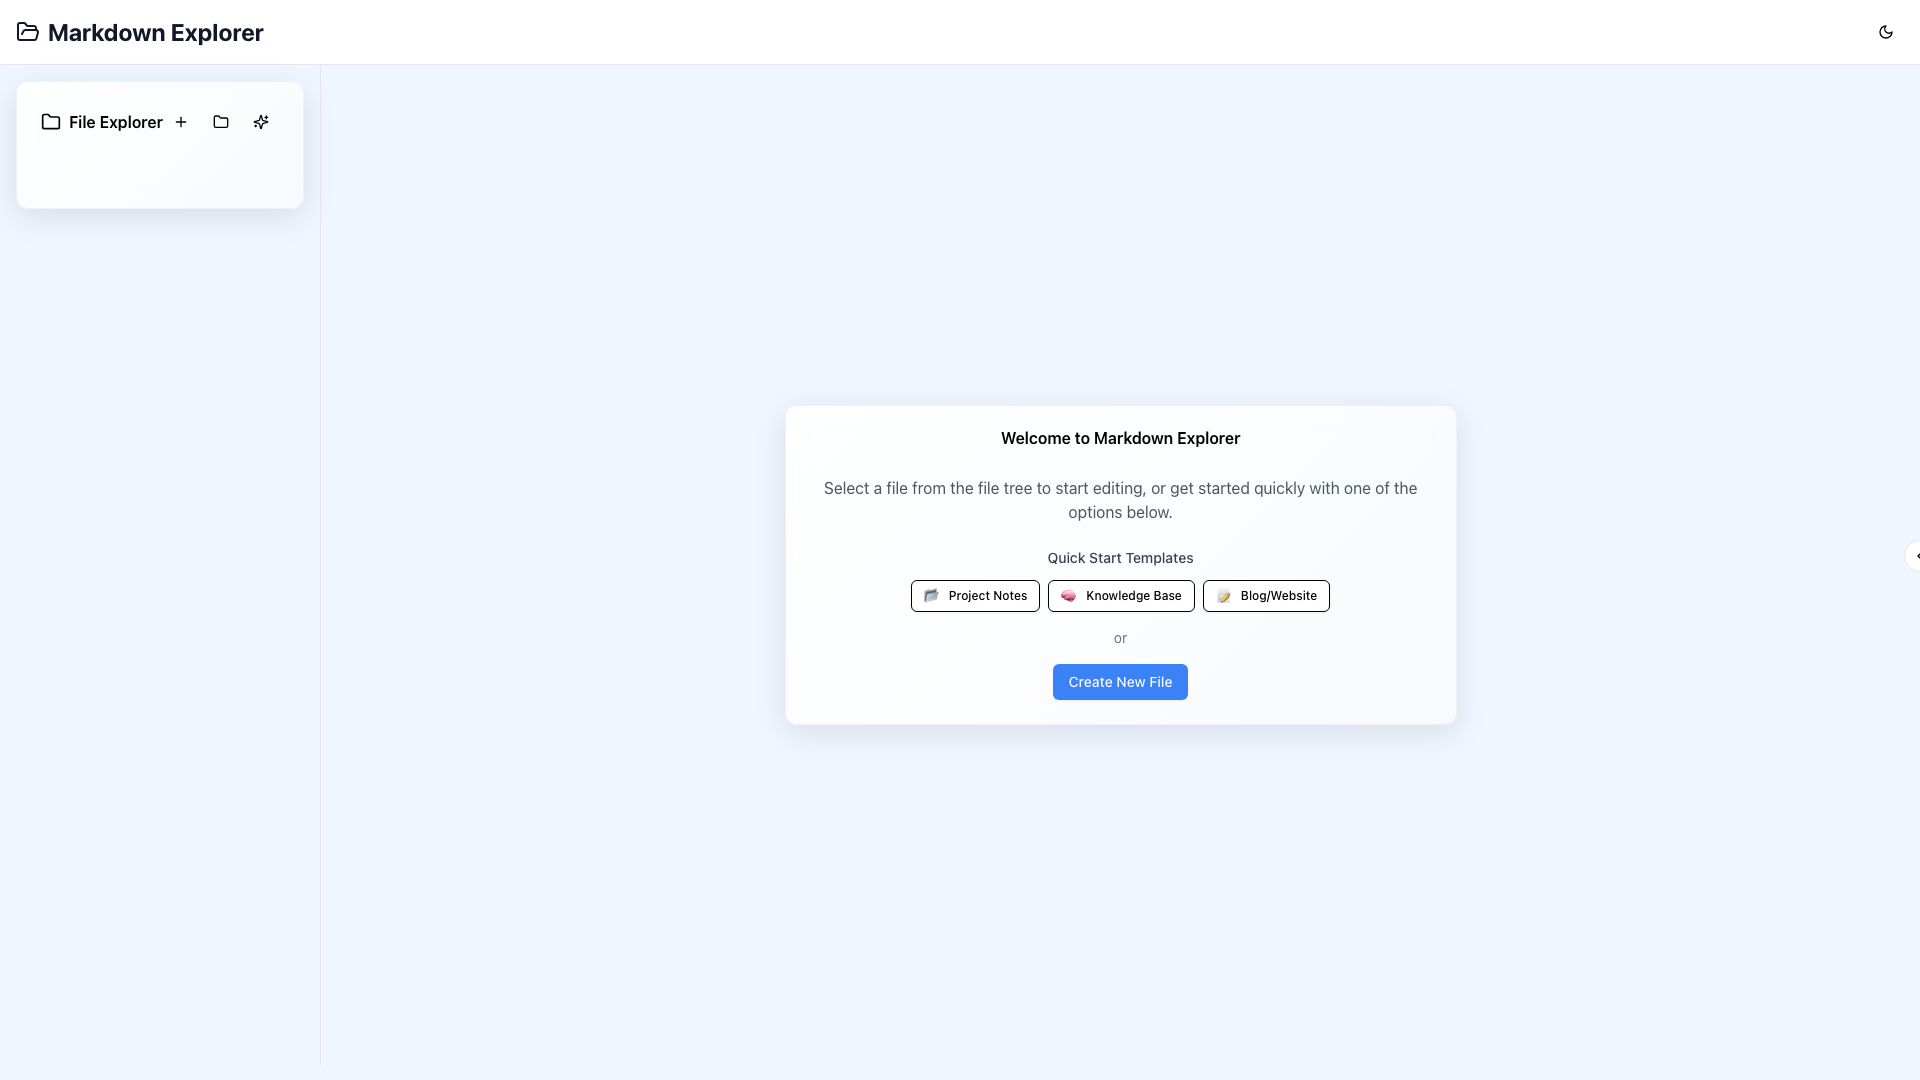 Markdown Explorer
File Explorer
Welcome to Markdown Explorer
Select a file from the file tree to start editing, or get started quickly with one of the
options below.
Quick Start Templates
Project Notes
Knowledge Base
Blog/Website
or
Create New File